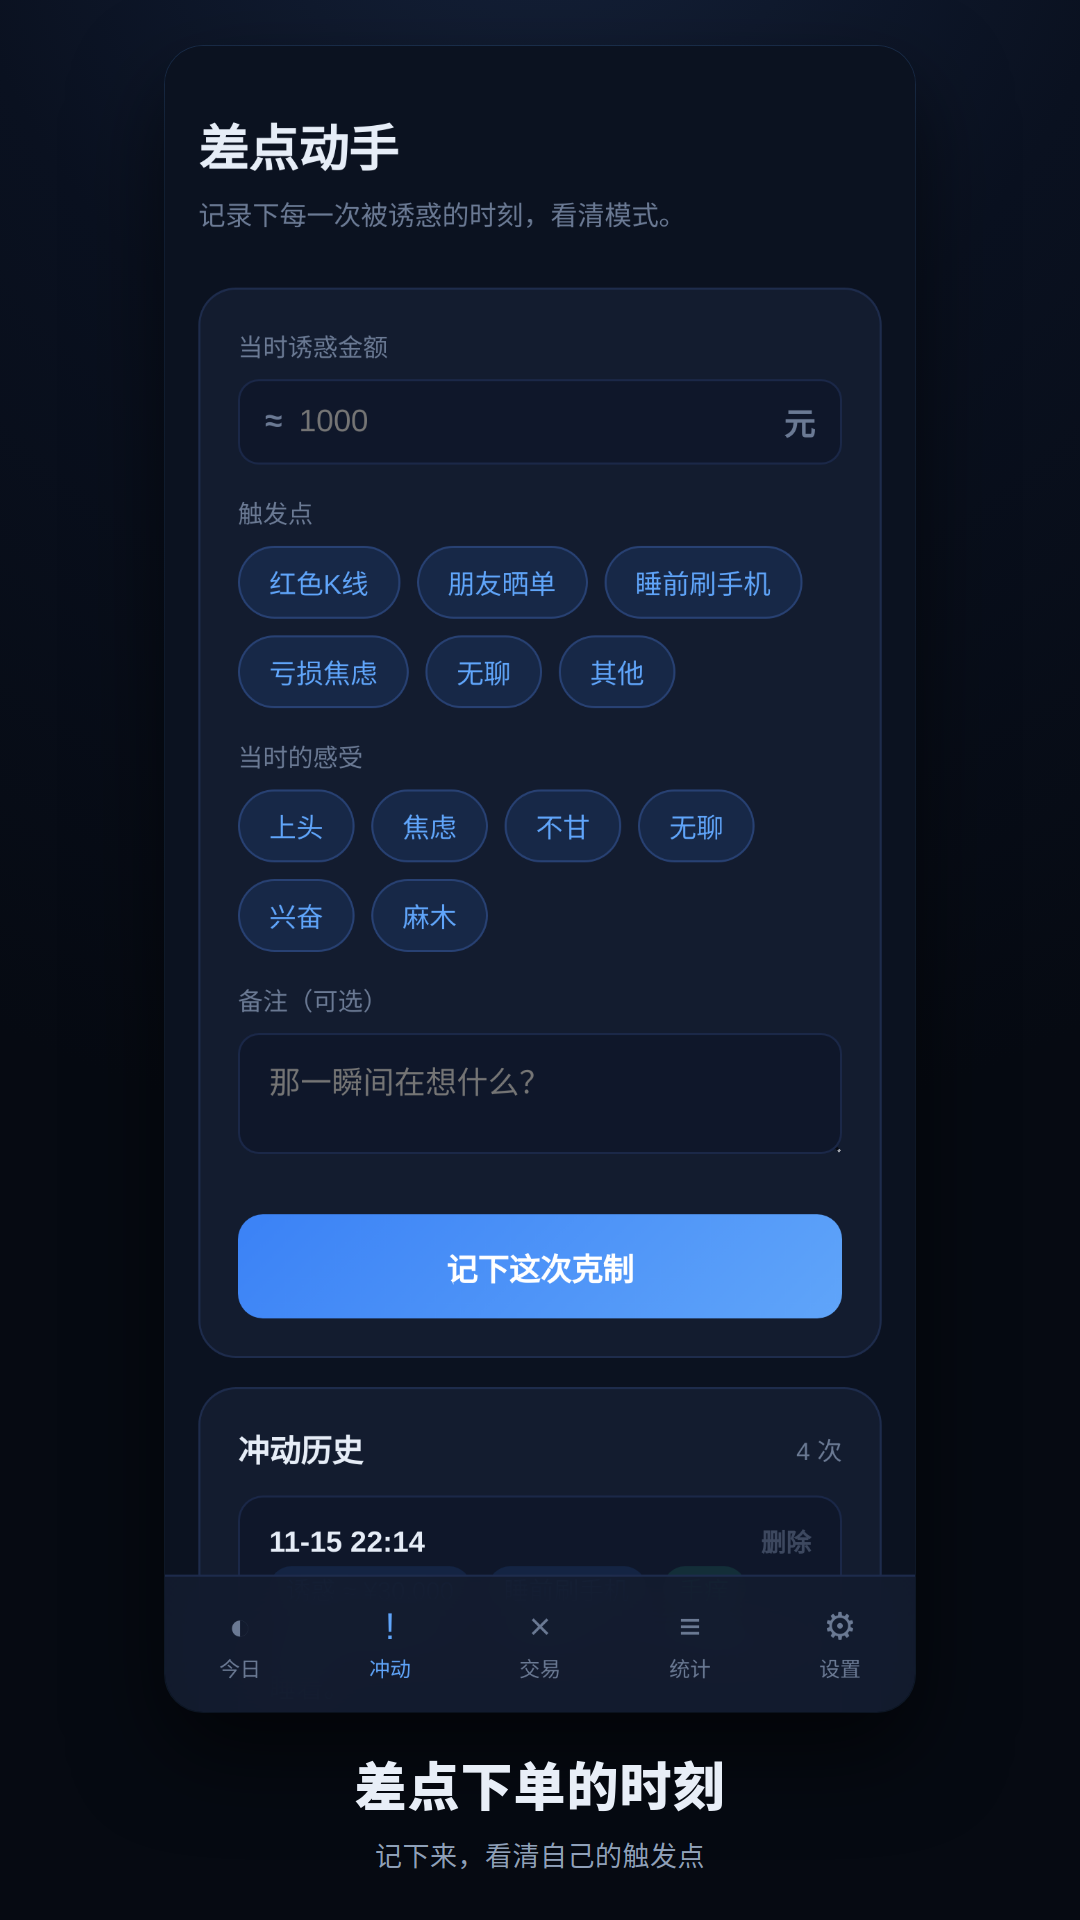 差点动手
记录下每一次被诱惑的时刻，看清模式。
当时诱惑金额
≈ 1000 元
触发点
红色K线 朋友晒单 睡前刷手机
亏损焦虑 无聊 其他
当时的感受
上头 焦虑 不甘 无聊
兴奋 麻木
备注（可选）
那一瞬间在想什么？
记下这次克制
冲动历史 4 次
11-15 22:14 删除
! × ≡
今日 冲动 交易 统计 设置
差点下单的时刻
记下来，看清自己的触发点